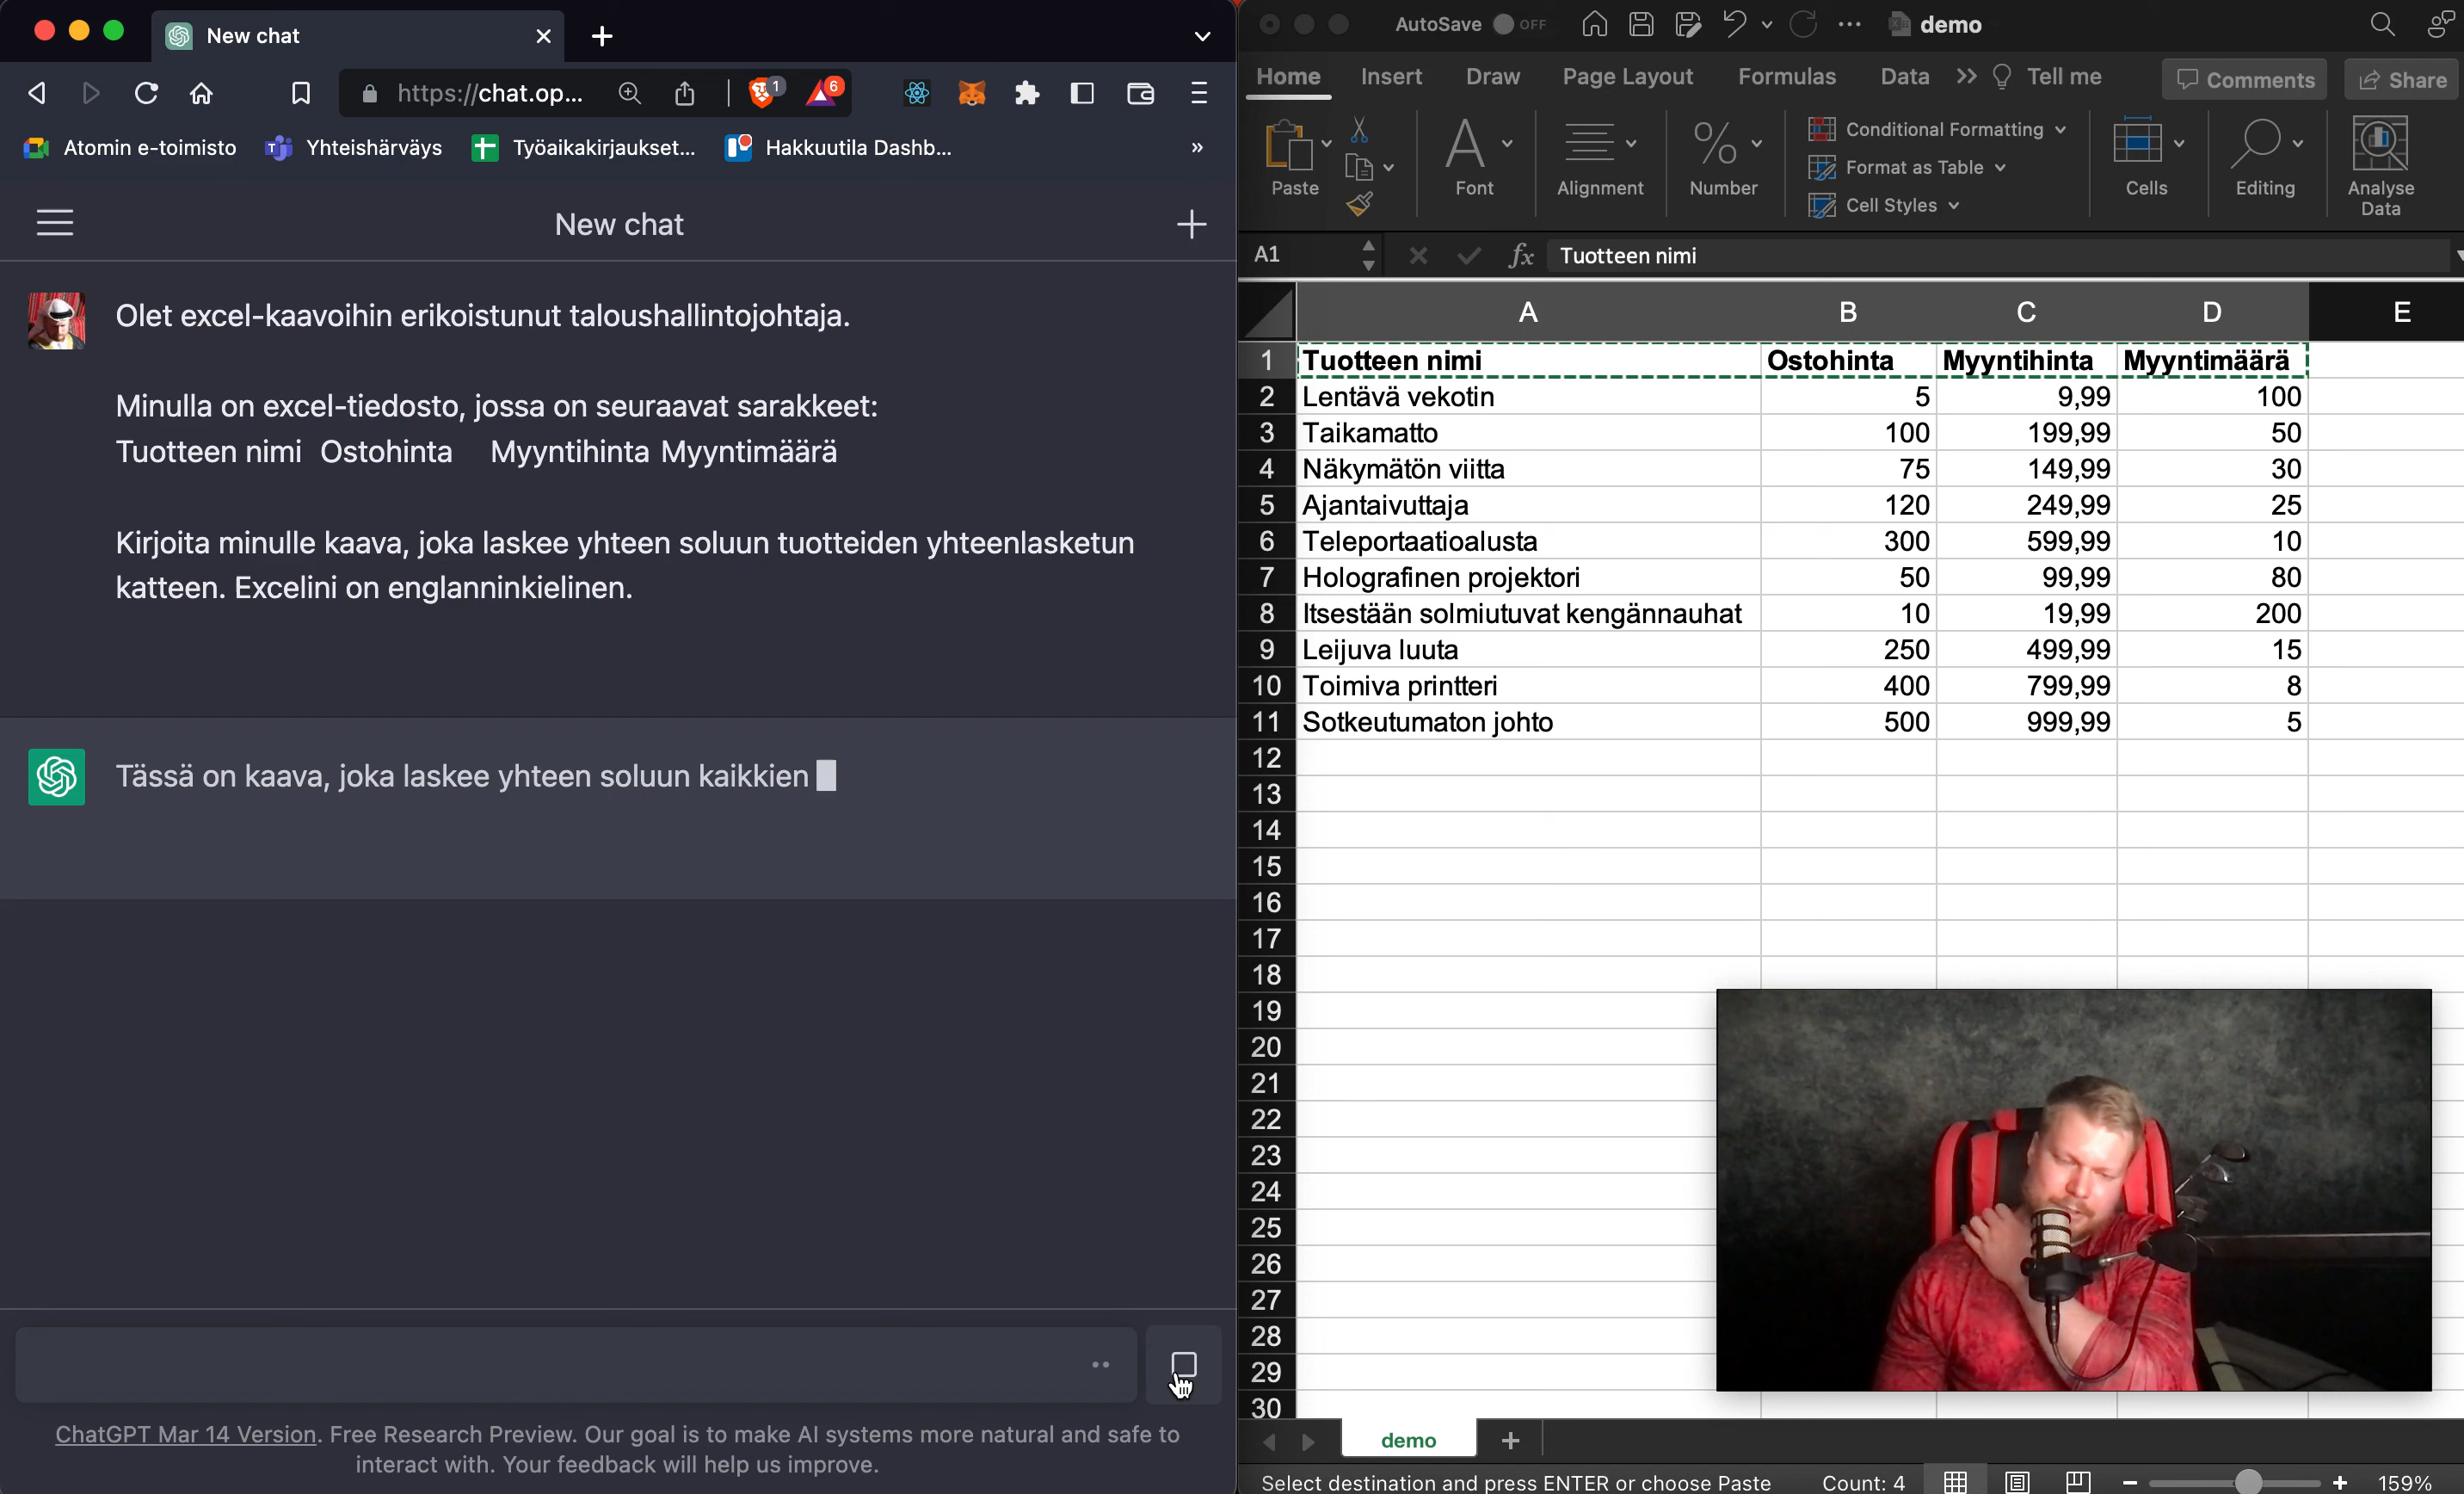 New chat
https://chat.op...
1
6
Atomin e-toimisto
Yhteishärväys
Työaikakirjaukset...
Hakkuutila Dashb...
»
New chat
Olet excel-kaavoihin erikoistunut taloushallintojohtaja.
Minulla on excel-tiedosto, jossa on seuraavat sarakkeet:
Tuotteen nimi Ostohinta Myyntihinta Myyntimäärä
Kirjoita minulle kaava, joka laskee yhteen soluun tuotteiden yhteenlasketun
katteen. Excelini on englanninkielinen.
Tässä on kaava, joka laskee yhteen soluun kaikkien
ChatGPT Mar 14 Version. Free Research Preview. Our goal is to make AI systems more natural and safe to
interact with. Your feedback will help us improve.
AutoSave OFF demo
Home Insert Draw Page Layout Formulas Data Tell me Comments Share
Paste
Font
Alignment
%
Number
Conditional Formatting
Format as Table
Cell Styles
Cells
Editing
Analyse
Data
A1 fx Tuotteen nimi
A B C D E
1 Tuotteen nimi Ostohinta Myyntihinta Myyntimäärä
2 Lentävä vekotin 5 9,99 100
3 Taikamatto 100 199,99 50
4 Näkymätön viitta 75 149,99 30
5 Ajantaivuttaja 120 249,99 25
6 Teleportaatioalusta 300 599,99 10
7 Holografinen projektori 50 99,99 80
8 Itsestään solmiutuvat kengännauhat 10 19,99 200
9 Leijuva luuta 250 499,99 15
10 Toimiva printteri 400 799,99 8
11 Sotkeutumaton johto 500 999,99 5
12
13
14
15
16
17
18
19
20
21
22
23
24
25
26
27
28
29
30
demo
Select destination and press ENTER or choose Paste Count: 4 159%